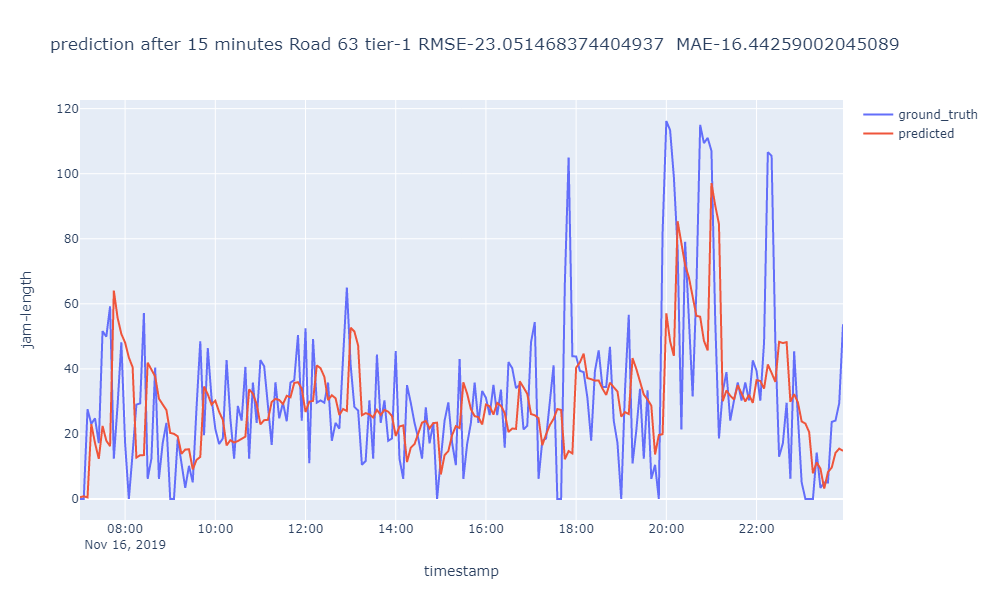 prediction after 15 minutes Road 63 tier-1 RMSE-23.051468374404937  MAE-16.44259002045089
ground_truth
predicted
jam-length
120
100
80
60
40
20
0
08:00
10:00
12:00
14:00
16:00
18:00
20:00
22:00
Nov 16, 2019
timestamp